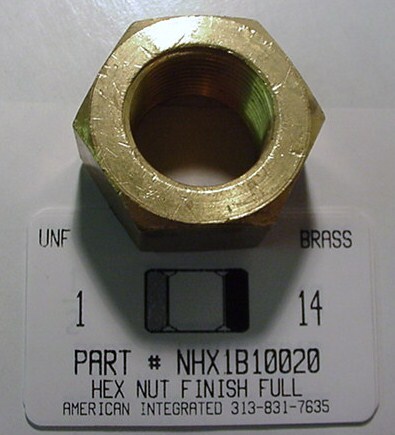 UNF BRASS
1 14
PART # NHX1B10020
HEX NUT FINISH FULL
AMERICAN INTEGRATED 313-831-7635